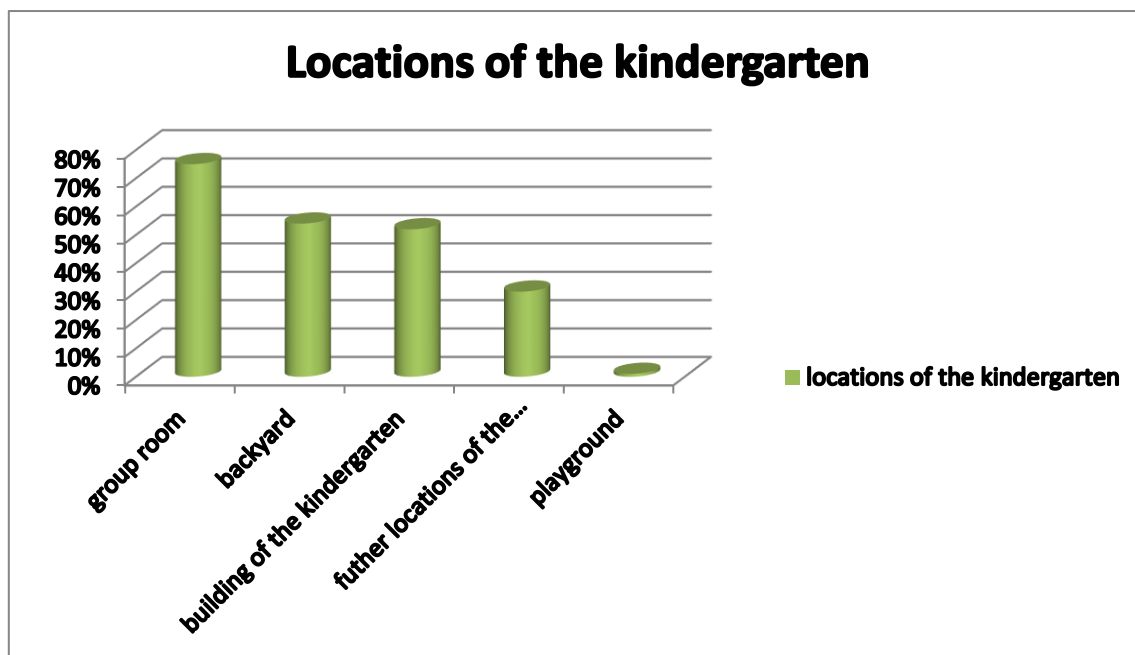 Locations of the kindergarten
80%
70%
60%
50%
40%
30%
20%
10%
0%
group room
backyard
building of the kindergarten
futher locations of the...
playground
locations of the kindergarten